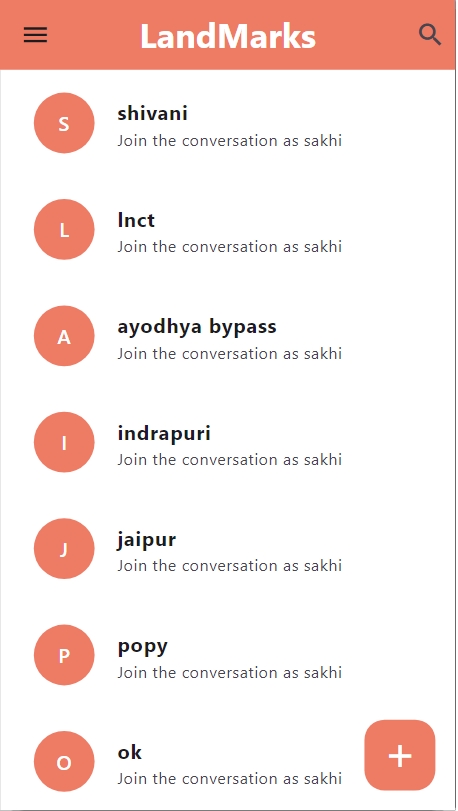 LandMarks
S
shivani
Join the conversation as sakhi
L
lnct
Join the conversation as sakhi
A
ayodhya bypass
Join the conversation as sakhi
I
indrapuri
Join the conversation as sakhi
J
jaipur
Join the conversation as sakhi
P
popy
Join the conversation as sakhi
O
ok
Join the conversation as sakhi